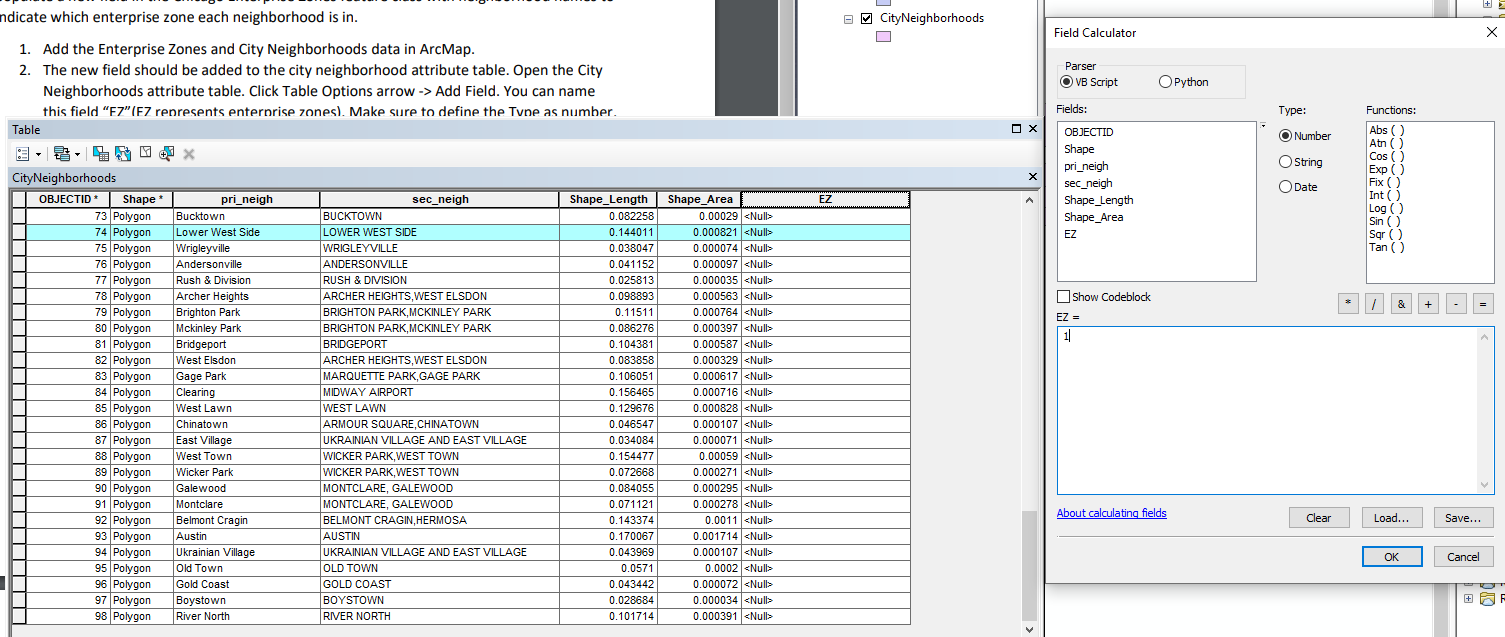 indicate which enterprise zone each neighborhood is in.
1. Add the Enterprise Zones and City Neighborhoods data in ArcMap.
2. The new field should be added to the city neighborhood attribute table. Open the City
Neighborhoods attribute table. Click Table Options arrow -> Add Field. You can name
this field “EZ”(EZ represents enterprise zones). Make sure to define the Type as number.
CityNeighborhoods
Table
CityNeighborhoods
OBJECTID * Shape * pri_neigh sec_neigh Shape_Length Shape_Area EZ
73 Polygon Bucktown BUCKTOWN 0.082258 0.00029 <Null>
74 Polygon Lower West Side LOWER WEST SIDE 0.144011 0.000821 <Null>
75 Polygon Wrigleyville WRIGLEYVILLE 0.038047 0.000074 <Null>
76 Polygon Andersonville ANDERSONVILLE 0.041152 0.000097 <Null>
77 Polygon Rush & Division RUSH & DIVISION 0.025813 0.000035 <Null>
78 Polygon Archer Heights ARCHER HEIGHTS,WEST ELSDON 0.098893 0.000563 <Null>
79 Polygon Brighton Park BRIGHTON PARK,MCKINLEY PARK 0.11511 0.000764 <Null>
80 Polygon Mckinley Park BRIGHTON PARK,MCKINLEY PARK 0.086276 0.000397 <Null>
81 Polygon Bridgeport BRIDGEPORT 0.104381 0.000587 <Null>
82 Polygon West Elsdon ARCHER HEIGHTS,WEST ELSDON 0.083858 0.000329 <Null>
83 Polygon Gage Park MARQUETTE PARK,GAGE PARK 0.106051 0.000617 <Null>
84 Polygon Clearing MIDWAY AIRPORT 0.156465 0.000716 <Null>
85 Polygon West Lawn WEST LAWN 0.129676 0.000828 <Null>
86 Polygon Chinatown ARMOUR SQUARE,CHINATOWN 0.046547 0.000107 <Null>
87 Polygon East Village UKRAINIAN VILLAGE AND EAST VILLAGE 0.034084 0.000071 <Null>
88 Polygon West Town WICKER PARK,WEST TOWN 0.154477 0.00059 <Null>
89 Polygon Wicker Park WICKER PARK,WEST TOWN 0.072668 0.000271 <Null>
90 Polygon Galewood MONTCLARE, GALEWOOD 0.084055 0.000295 <Null>
91 Polygon Montclare MONTCLARE, GALEWOOD 0.071121 0.000278 <Null>
92 Polygon Belmont Cragin BELMONT CRAGIN,HERMOSA 0.143374 0.0011 <Null>
93 Polygon Austin AUSTIN 0.170067 0.001714 <Null>
94 Polygon Ukrainian Village UKRAINIAN VILLAGE AND EAST VILLAGE 0.043969 0.000107 <Null>
95 Polygon Old Town OLD TOWN 0.0571 0.0002 <Null>
96 Polygon Gold Coast GOLD COAST 0.043442 0.000072 <Null>
97 Polygon Boystown BOYSTOWN 0.028684 0.000034 <Null>
98 Polygon River North RIVER NORTH 0.101714 0.000391 <Null>
Field Calculator
Parser
VB Script Python
Fields: Type: Functions:
OBJECTID
Shape
pri_neigh
sec_neigh
Shape_Length
Shape_Area
EZ
Number
String
Date
Abs ( )
Atn ( )
Cos ( )
Exp ( )
Fix ( )
Int ( )
Log ( )
Sin ( )
Sqr ( )
Tan ( )
Show Codeblock
* / & + - =
EZ =
1
About calculating fields
Clear Load... Save...
OK Cancel